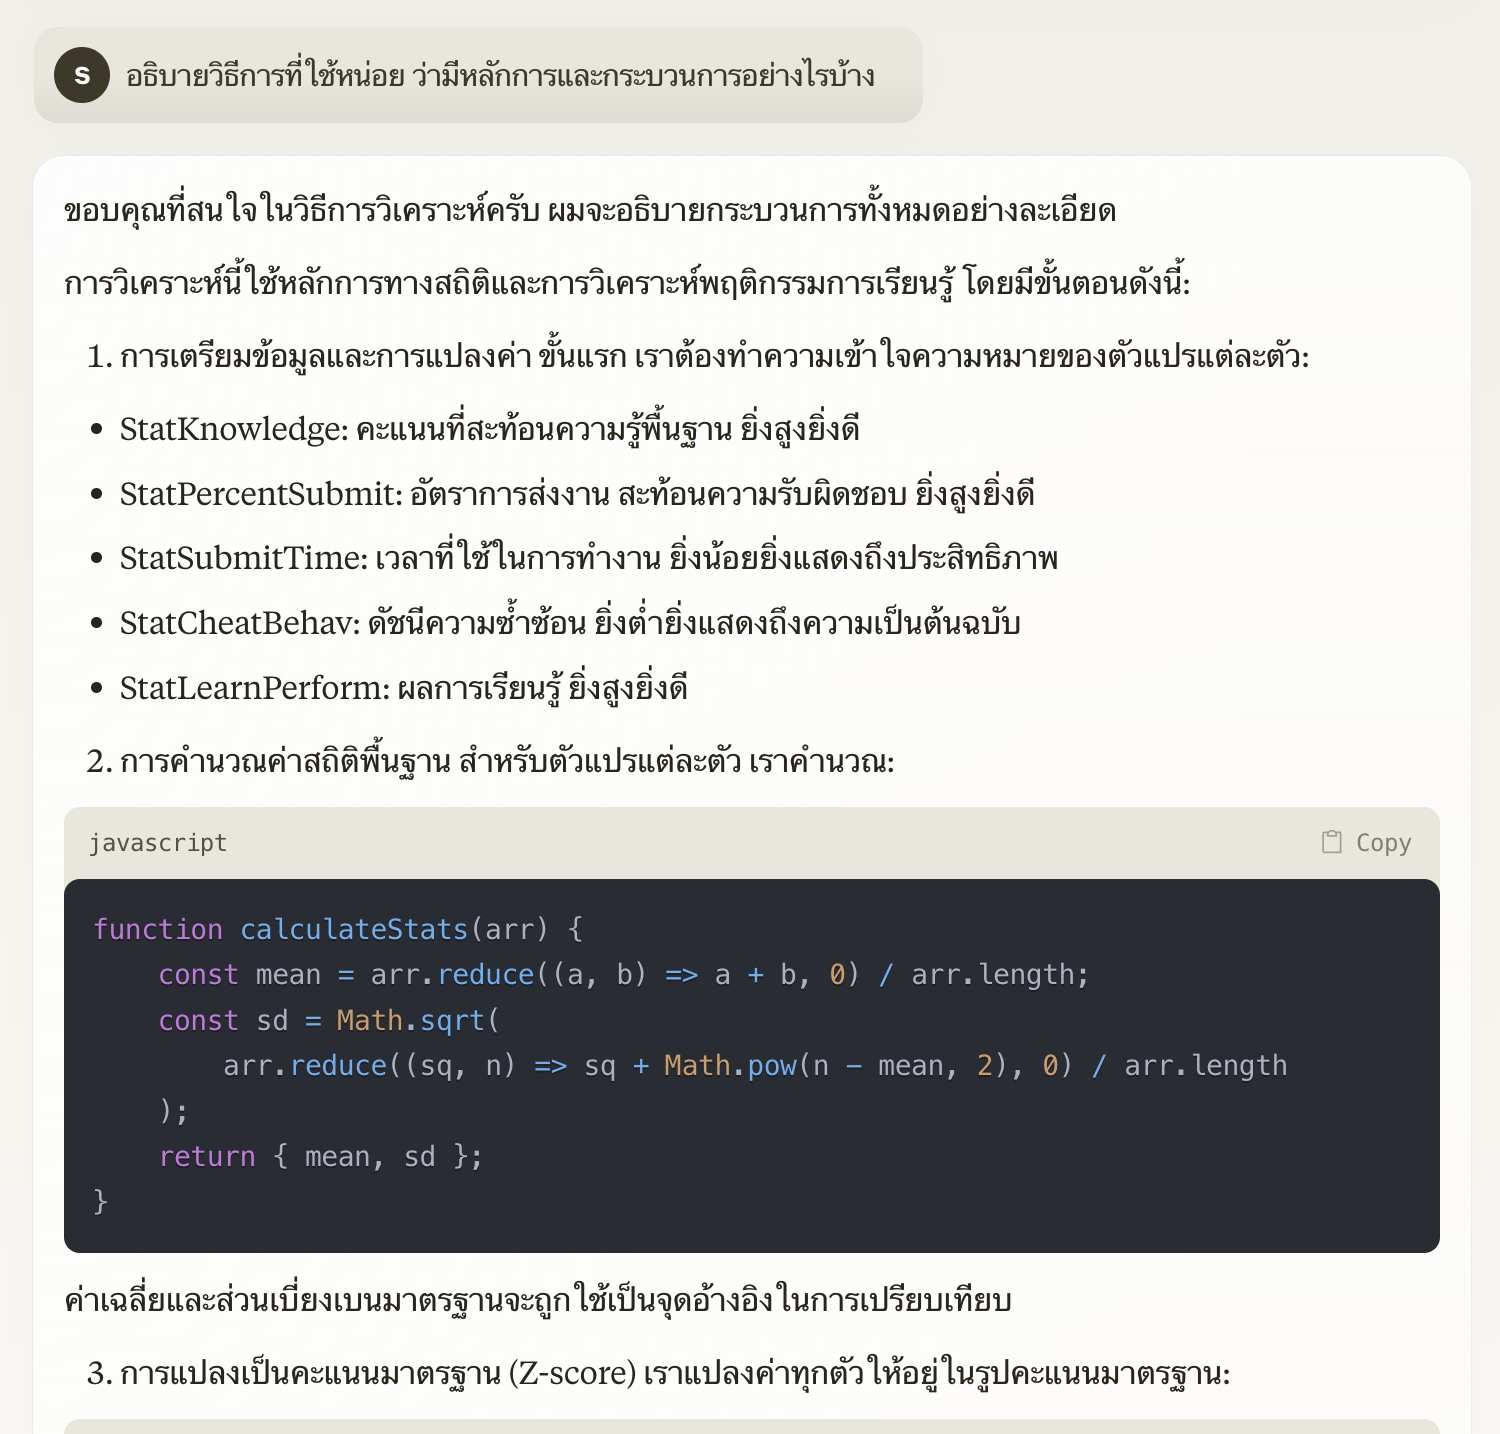 S
อธิบายวิธีการที่ใช้หน่อย ว่ามีหลักการและกระบวนการอย่างไรบ้าง
ขอบคุณที่สนใจในวิธีการวิเคราะห์ครับ ผมจะอธิบายกระบวนการทั้งหมดอย่างละเอียด
การวิเคราะห์นี้ใช้หลักการทางสถิติและการวิเคราะห์พฤติกรรมการเรียนรู้ โดยมีขั้นตอนดังนี้:
1. การเตรียมข้อมูลและการแปลงค่า ขั้นแรก เราต้องทำความเข้าใจความหมายของตัวแปรแต่ละตัว:
• StatKnowledge: คะแนนที่สะท้อนความรู้พื้นฐาน ยิ่งสูงยิ่งดี
• StatPercentSubmit: อัตราการส่งงาน สะท้อนความรับผิดชอบ ยิ่งสูงยิ่งดี
• StatSubmitTime: เวลาที่ใช้ในการทำงาน ยิ่งน้อยยิ่งแสดงถึงประสิทธิภาพ
• StatCheatBehav: ดัชนีความซ้ำซ้อน ยิ่งต่ำยิ่งแสดงถึงความเป็นต้นฉบับ
• StatLearnPerform: ผลการเรียนรู้ ยิ่งสูงยิ่งดี
2. การคำนวณค่าสถิติพื้นฐาน สำหรับตัวแปรแต่ละตัว เราคำนวณ:
javascript
Copy
function calculateStats(arr) {
    const mean = arr.reduce((a, b) => a + b, 0) / arr.length;
    const sd = Math.sqrt(
        arr.reduce((sq, n) => sq + Math.pow(n - mean, 2), 0) / arr.length
    );
    return { mean, sd };
}
ค่าเฉลี่ยและส่วนเบี่ยงเบนมาตรฐานจะถูกใช้เป็นจุดอ้างอิงในการเปรียบเทียบ
3. การแปลงเป็นคะแนนมาตรฐาน (Z-score) เราแปลงค่าทุกตัวให้อยู่ในรูปคะแนนมาตรฐาน: